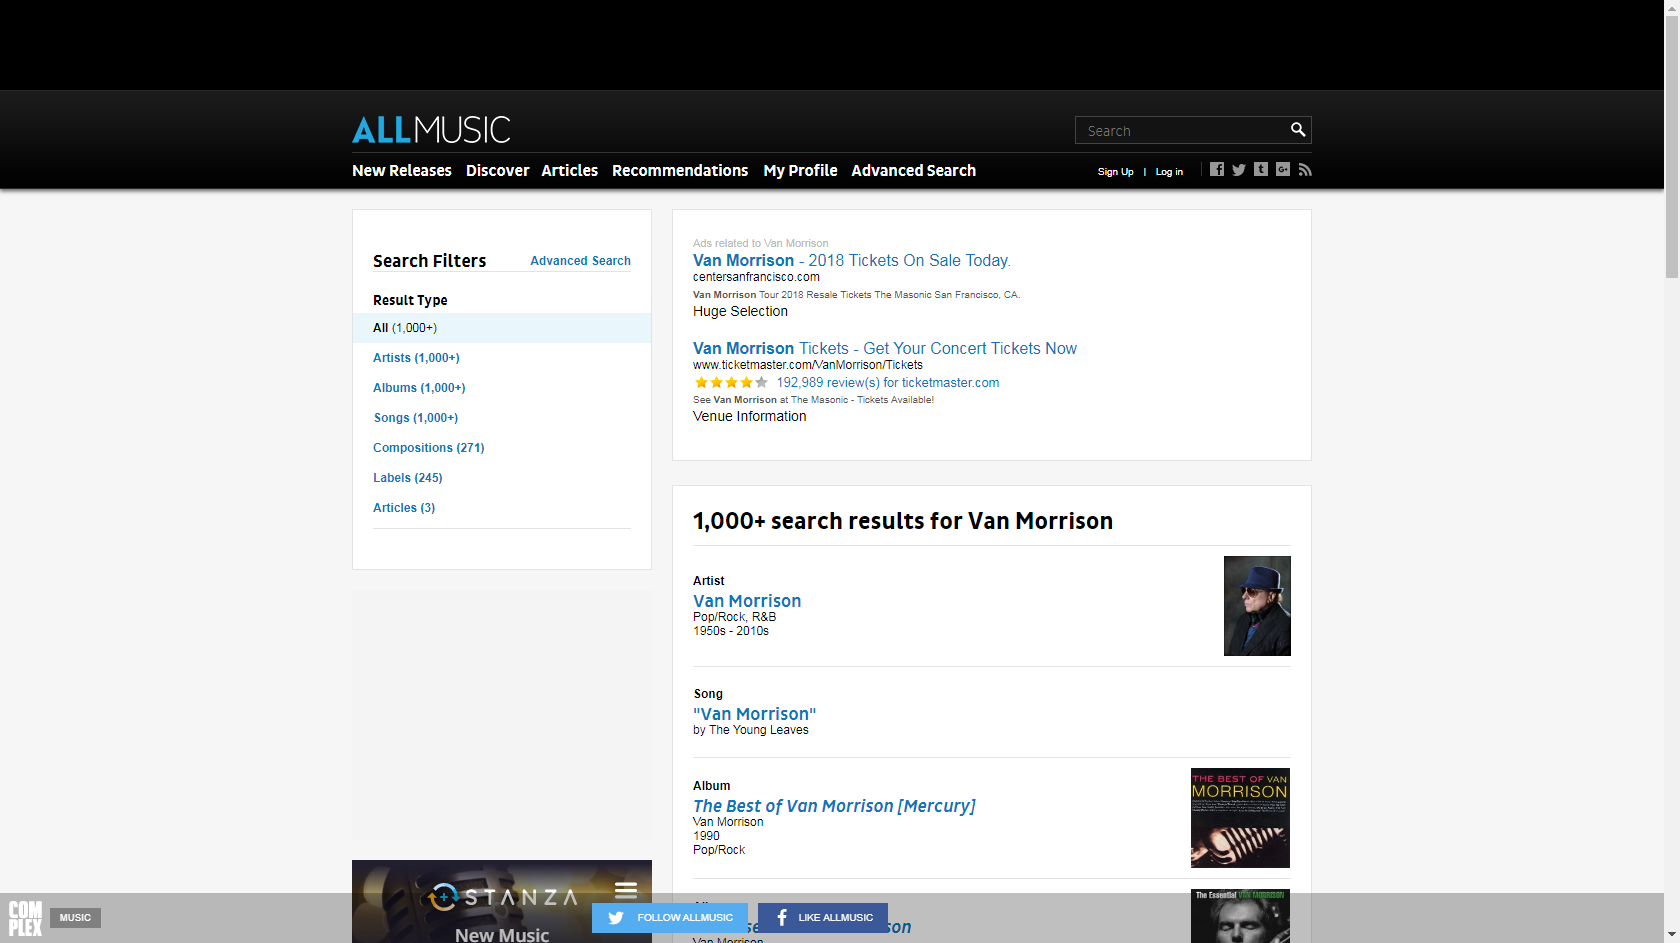 ALLMUSIC
Search
New Releases Discover Articles Recommendations My Profile Advanced Search
Sign Up | Log in
Search Filters Advanced Search
Result Type
All (1,000+)
Artists (1,000+)
Albums (1,000+)
Songs (1,000+)
Compositions (271)
Labels (245)
Articles (3)
Ads related to Van Morrison
Van Morrison - 2018 Tickets On Sale Today.
centersanfrancisco.com
Van Morrison Tour 2018 Resale Tickets The Masonic San Francisco, CA.
Huge Selection
Van Morrison Tickets - Get Your Concert Tickets Now
www.ticketmaster.com/VanMorrison/Tickets
192,989 review(s) for ticketmaster.com
See Van Morrison at The Masonic - Tickets Available!
Venue Information
1,000+ search results for Van Morrison
Artist
Van Morrison
Pop/Rock, R&B
1950s - 2010s
Song
"Van Morrison"
by The Young Leaves
Album
The Best of Van Morrison [Mercury]
Van Morrison
1990
Pop/Rock
THE BEST OF VAN
MORRISON
The Essential VAN MORRISON
Van Morrison
STANZA
New Music
COMPLEX
MUSIC
FOLLOW ALLMUSIC
LIKE ALLMUSIC